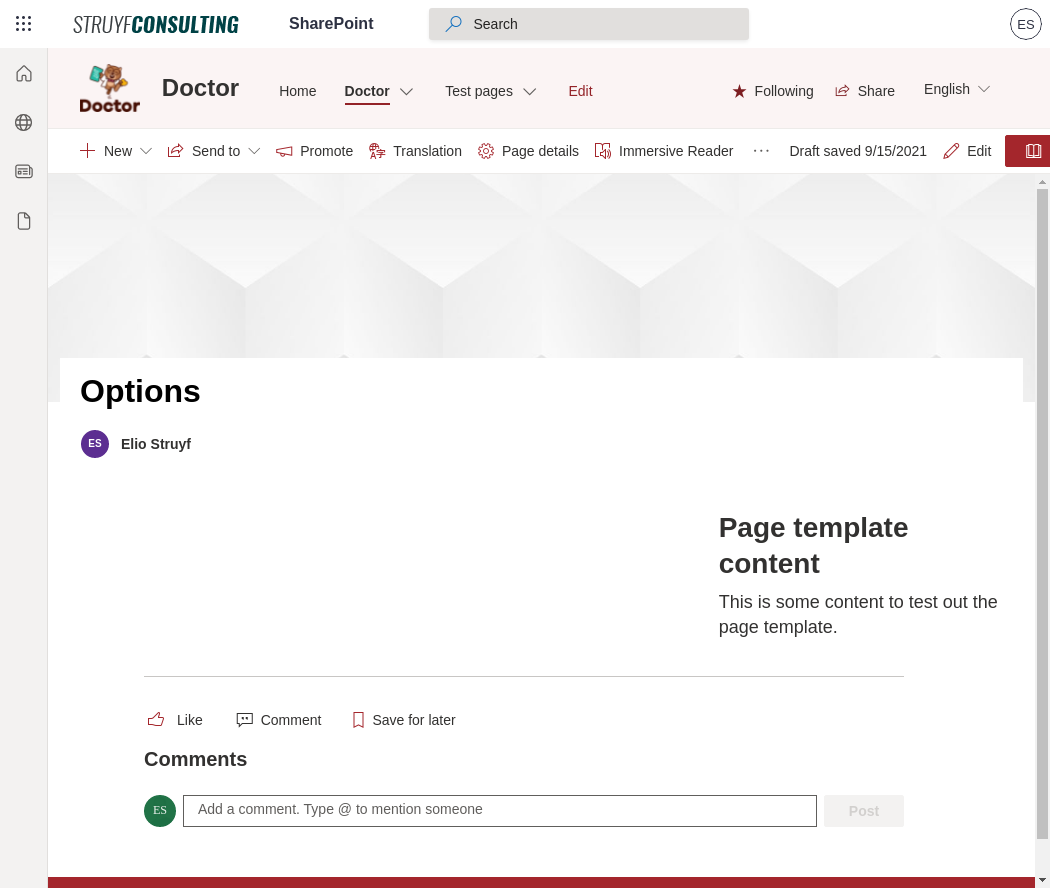 STRUYFCONSULTING SharePoint Search ES
Doctor Doctor Home Doctor Test pages Edit Following Share English
New Send to Promote Translation Page details Immersive Reader ... Draft saved 9/15/2021 Edit
Options
ES Elio Struyf
Page template
content
This is some content to test out the
page template.
Like Comment Save for later
Comments
ES Add a comment. Type @ to mention someone Post